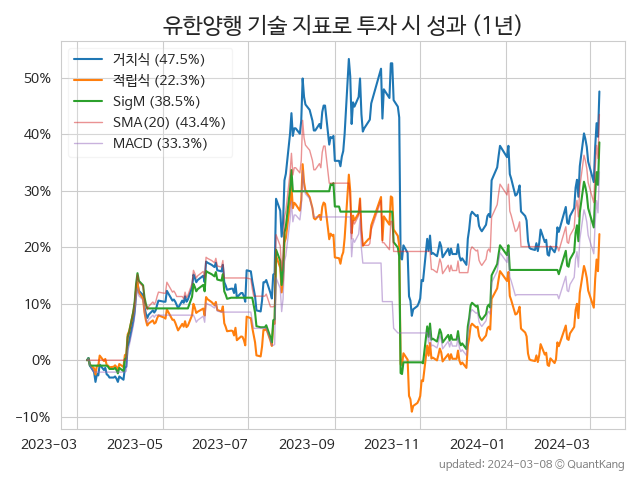 유한양행 기술 지표로 투자 시 성과 (1년)
거치식 (47.5%)
적립식 (22.3%)
SigM (38.5%)
SMA(20) (43.4%)
MACD (33.3%)
50%
40%
30%
20%
10%
0%
−10%
2023-03 2023-05 2023-07 2023-09 2023-11 2024-01 2024-03
updated: 2024-03-08 © QuantKang